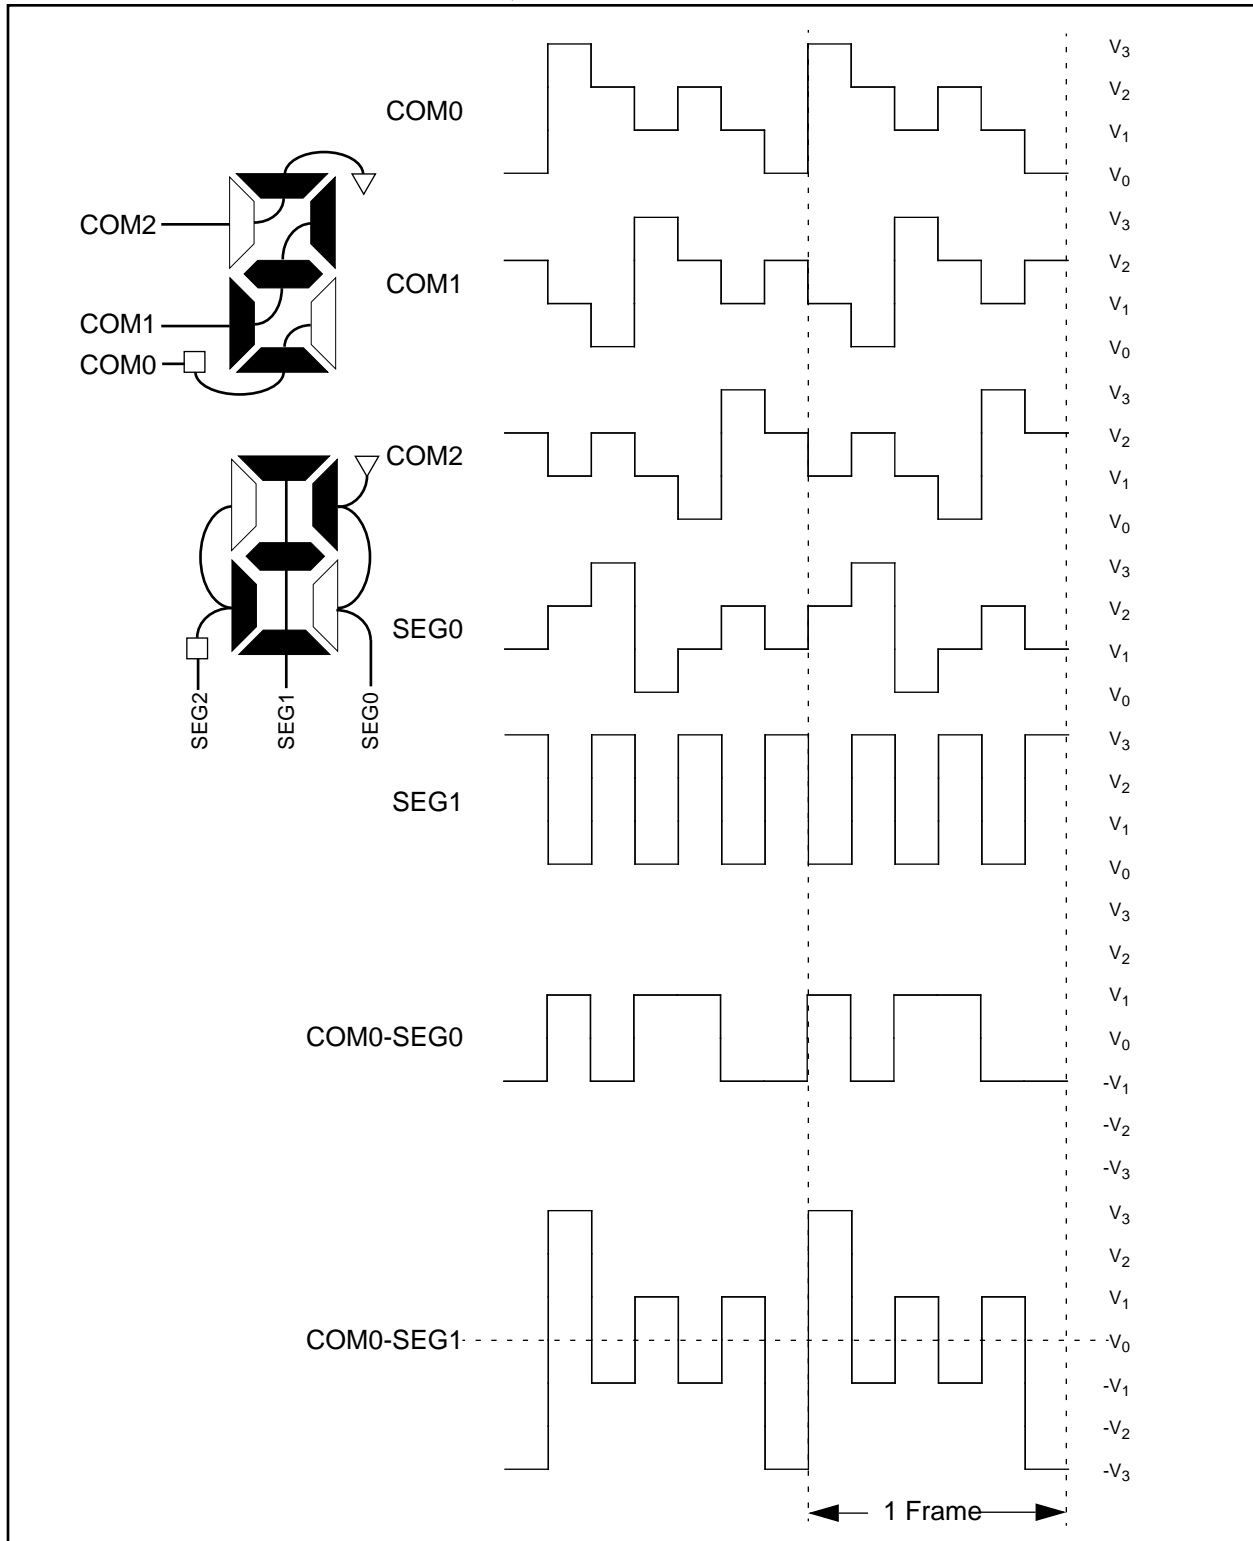 COM0
V3
V2
V1
V0
COM2
COM1
COM0
COM1
V3
V2
V1
V0
COM2
V3
V2
V1
V0
SEG2
SEG1
SEG0
SEG0
V3
V2
V1
V0
SEG1
V3
V2
V1
V0
COM0-SEG0
V3
V2
V1
V0
-V1
-V2
-V3
COM0-SEG1
V3
V2
V1
V0
-V1
-V2
-V3
1 Frame